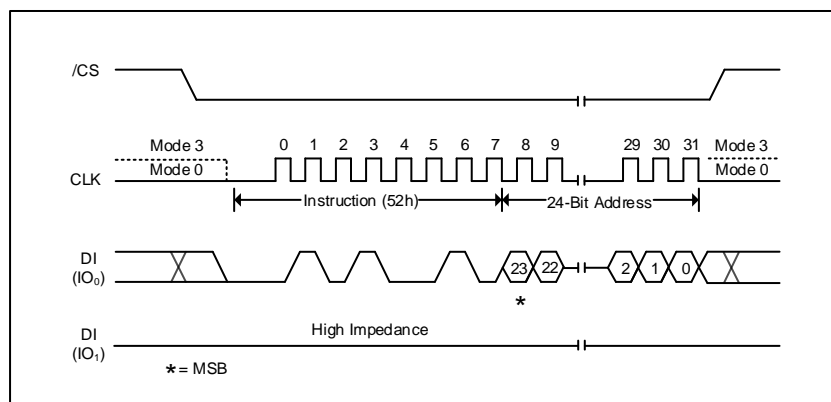 /CS
0 1 2 3 4 5 6 7 8 9 29 30 31
Mode 3 Mode 3
Mode 0 Mode 0
CLK
Instruction (52h) 24-Bit Address
DI
(IO₀)
23 22 2 1 0
*
High Impedance
DI
(IO₁)
*= MSB